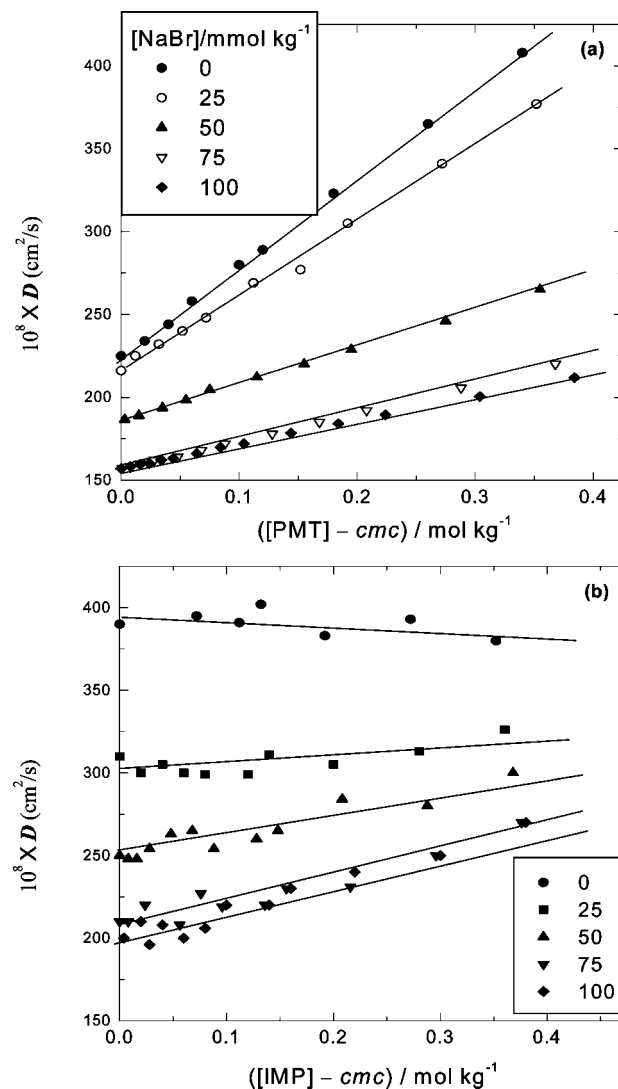 (a)
[NaBr]/mmol kg⁻¹
0
25
50
75
100
400
350
300
250
200
150
10⁸ X D (cm²/s)
0.0 0.1 0.2 0.3 0.4
([PMT] – cmc) / mol kg⁻¹
(b)
400
350
300
250
200
150
10⁸ X D (cm²/s)
0
25
50
75
100
0.0 0.1 0.2 0.3 0.4
([IMP] – cmc) / mol kg⁻¹